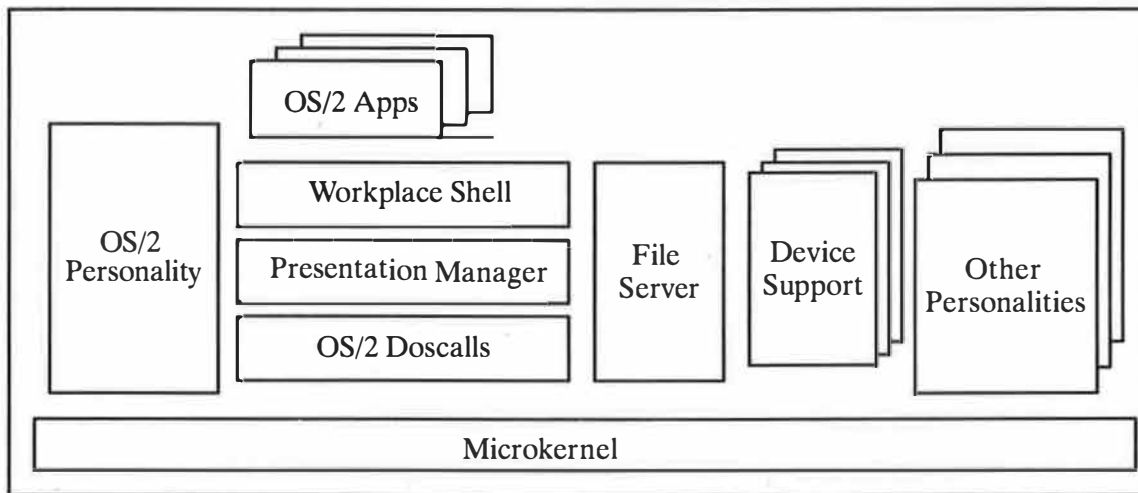 OS/2 Apps
OS/2
Personality
Workplace Shell
Presentation Manager
OS/2 Doscalls
File
Server
Device
Support
Other
Personalities
Microkernel